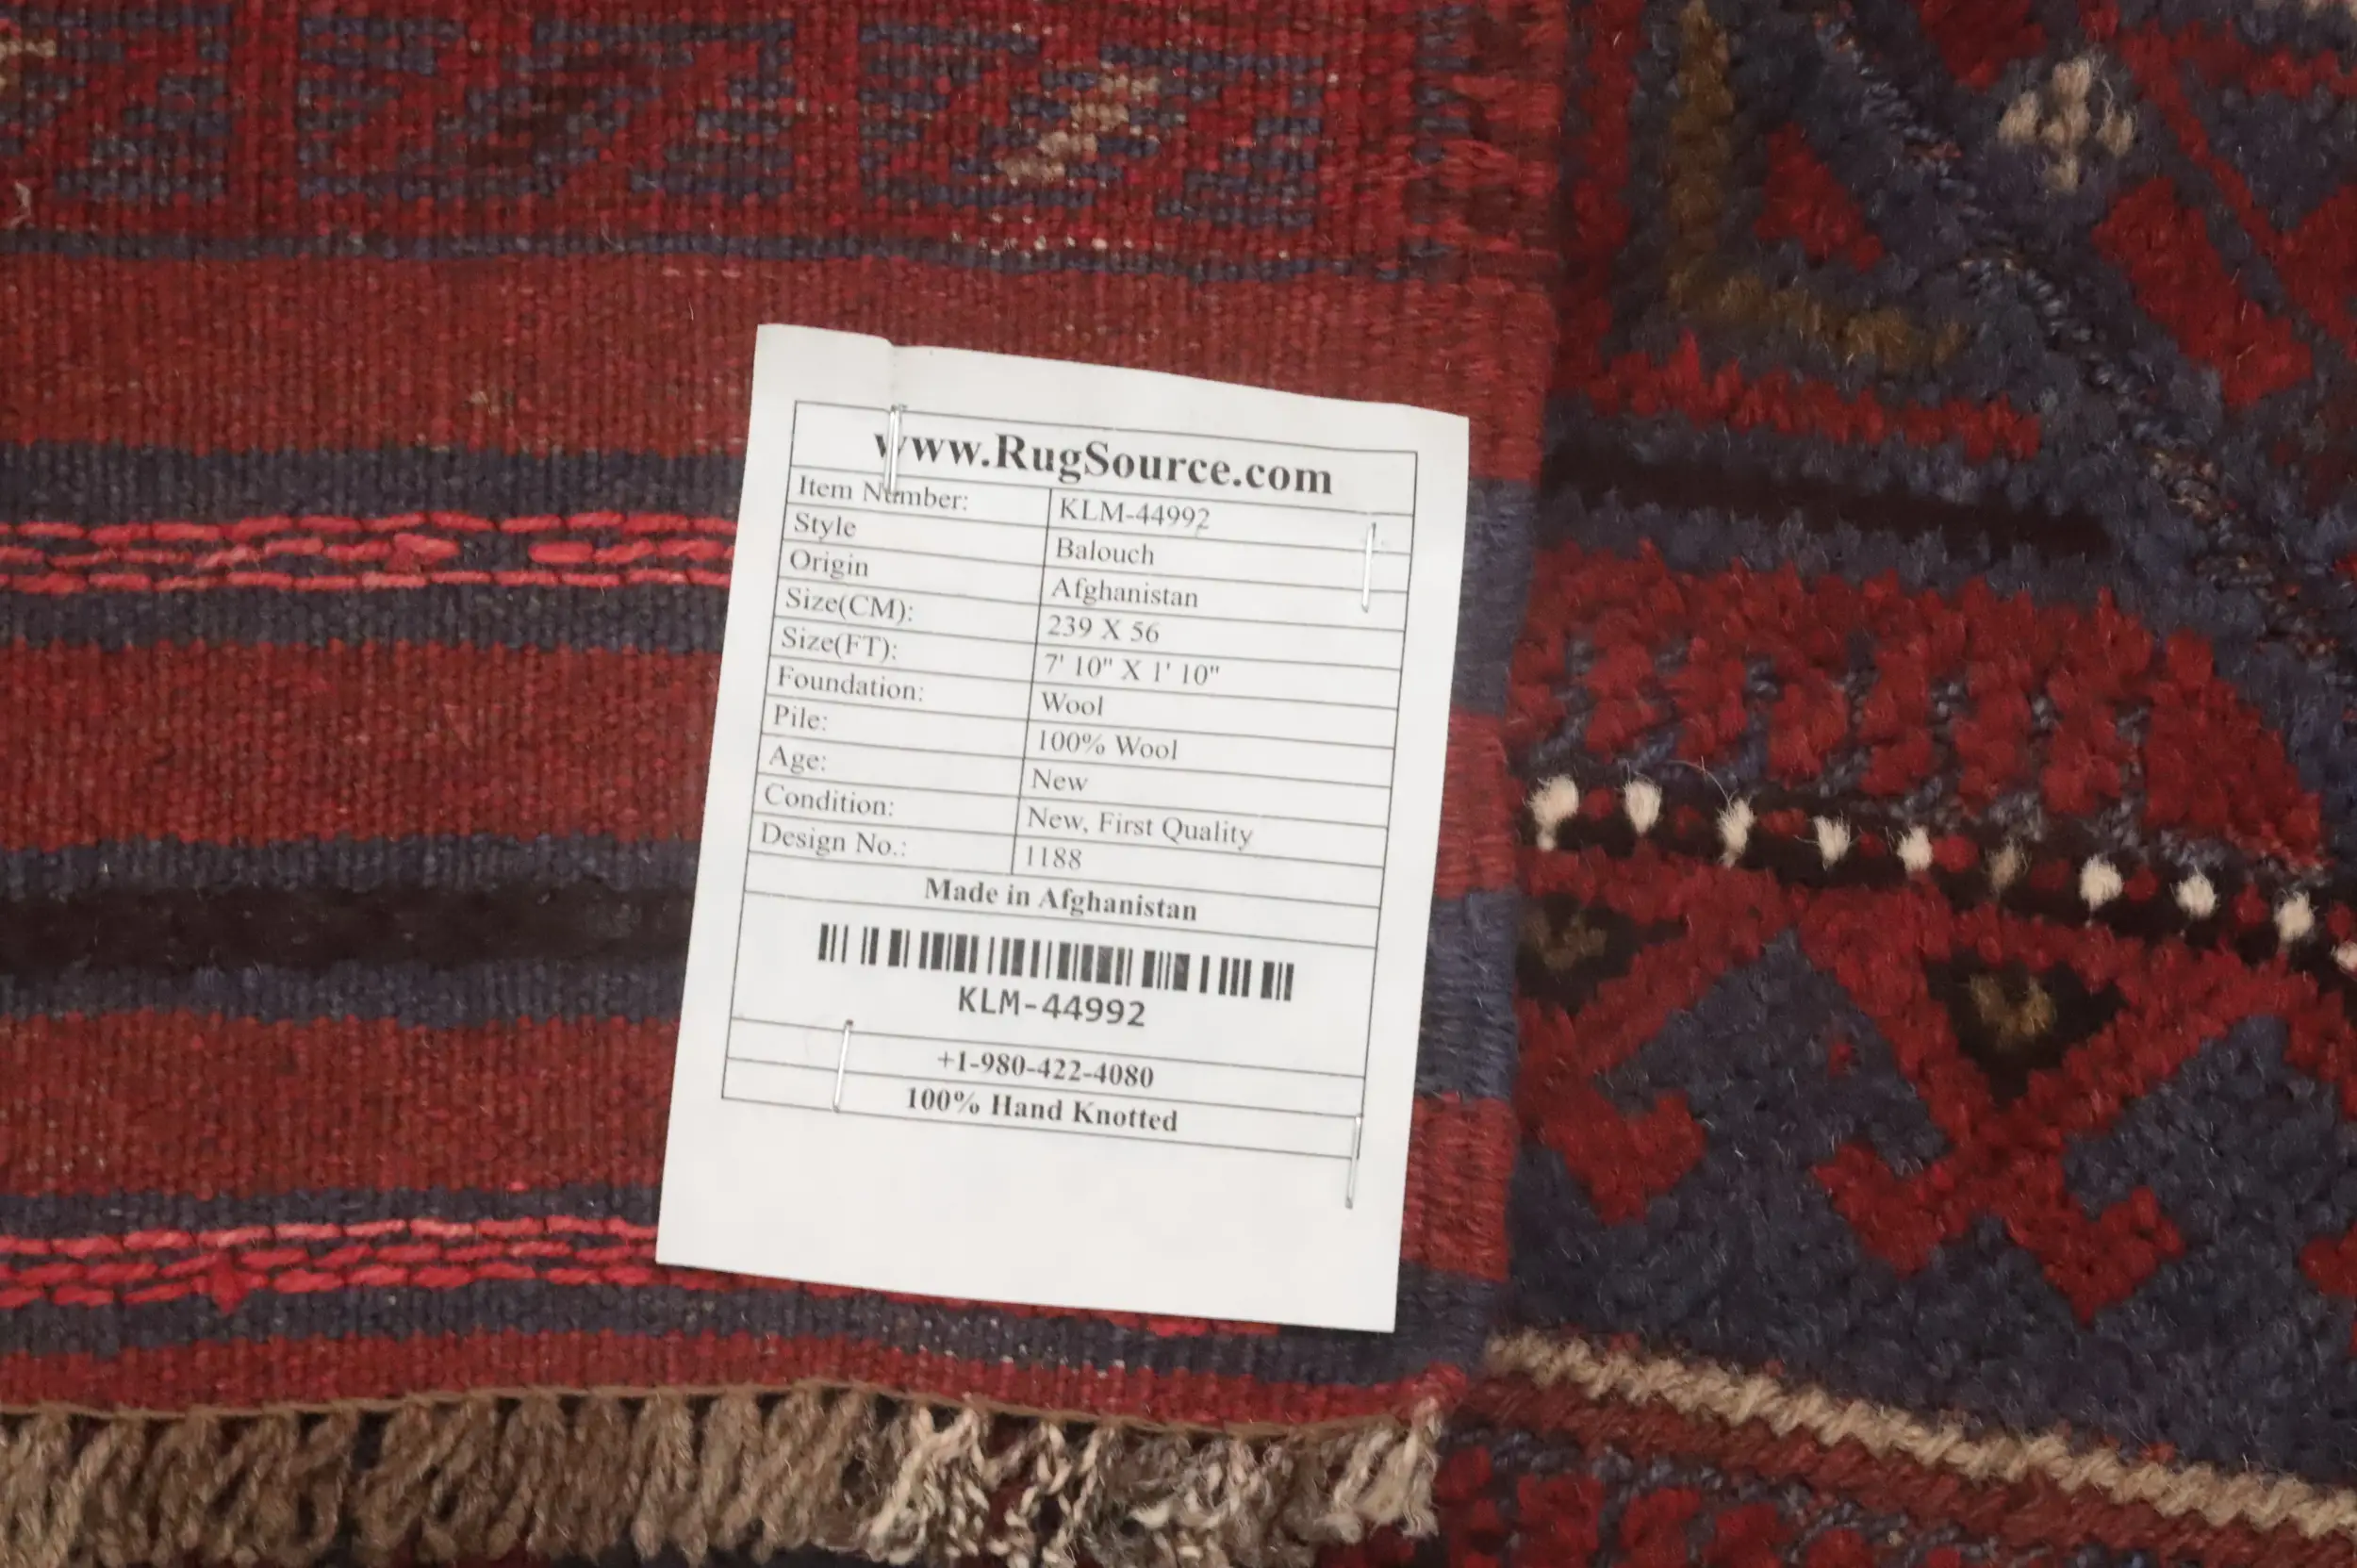 www.RugSource.com
Item Number: KLM-44992
Style Balouch
Origin Afghanistan
Size(CM): 239 X 56
Size(FT): 7' 10" X 1' 10"
Foundation: Wool
Pile: 100% Wool
Age: New
Condition: New, First Quality
Design No.: 1188
Made in Afghanistan
KLM-44992
+1-980-422-4080
100% Hand Knotted